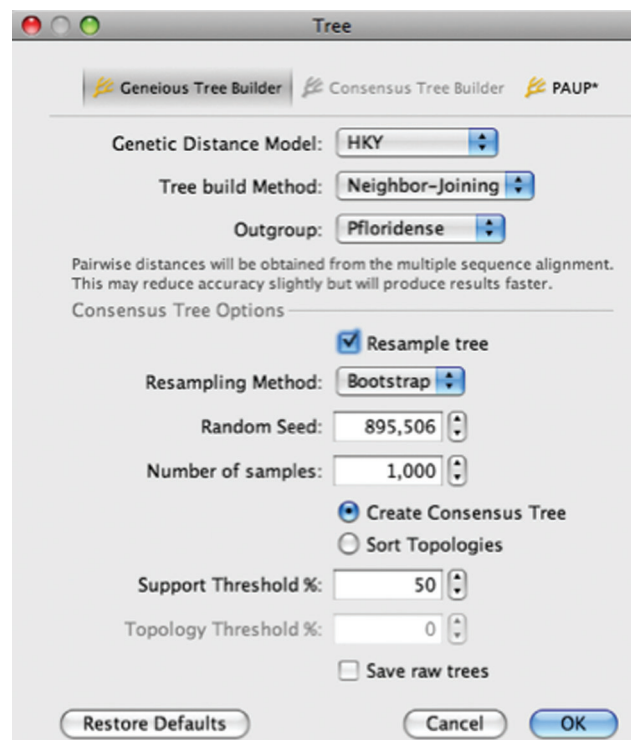 Tree
Geneious Tree Builder Consensus Tree Builder PAUP*
Genetic Distance Model: HKY
Tree build Method: Neighbor-Joining
Outgroup: Pfloridense
Pairwise distances will be obtained from the multiple sequence alignment.
This may reduce accuracy slightly but will produce results faster.
Consensus Tree Options
Resample tree
Resampling Method: Bootstrap
Random Seed: 895,506
Number of samples: 1,000
Create Consensus Tree
Sort Topologies
Support Threshold %: 50
Topology Threshold %: 0
Save raw trees
Restore Defaults Cancel OK